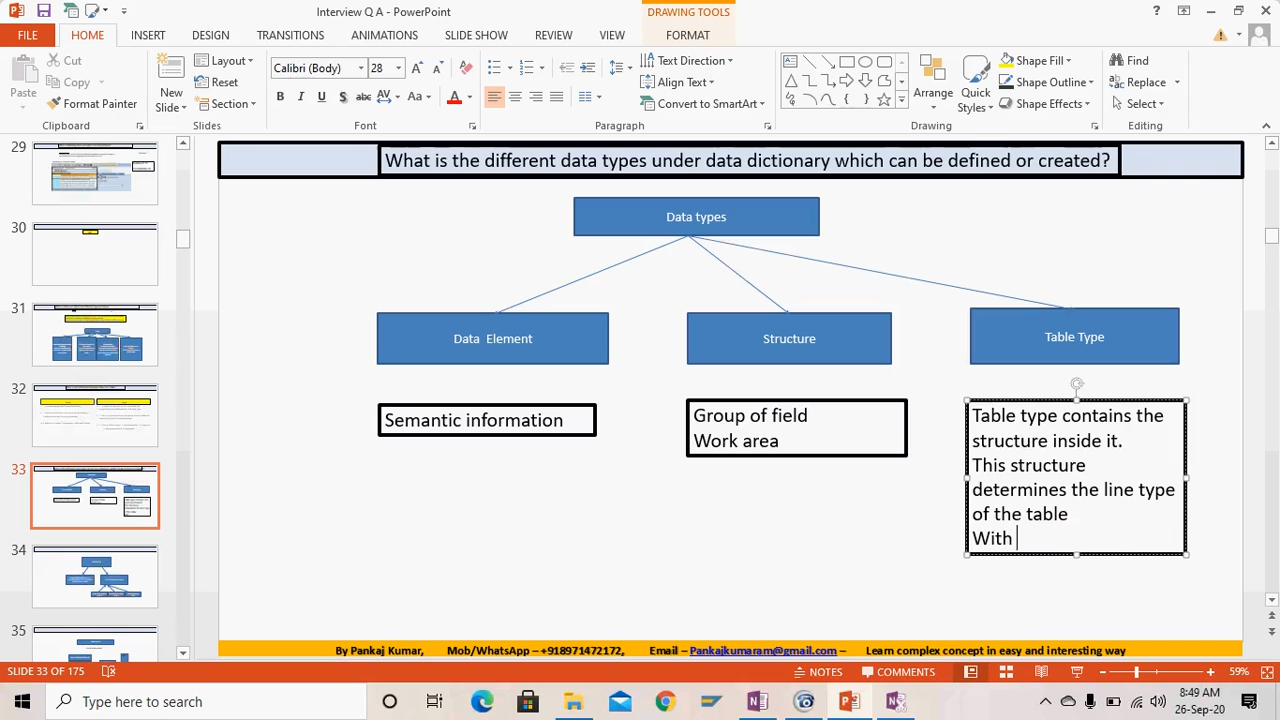 Interview Q A - PowerPoint
DRAWING TOOLS
FILE
HOME
INSERT
DESIGN
TRANSITIONS
ANIMATIONS
SLIDE SHOW
REVIEW
VIEW
FORMAT
Paste
Cut
Copy
Format Painter
Clipboard
New
Slide
Layout
Reset
Section
Slides
Calibri (Body)
28
Font
Paragraph
Text Direction
Align Text
Convert to SmartArt
Arrange
Quick
Styles
Shape Fill
Shape Outline
Shape Effects
Drawing
Find
Replace
Select
Editing
29
30
31
32
33
34
35
What is the different data types under data dictionary which can be defined or created?
Data types
Data Element
Structure
Table Type
Semantic information
Group of field
Work area
Table type contains the
structure inside it.
This structure
determines the line type
of the table
With
By Pankaj Kumar, Mob/WhatsApp – +918971472172, Email – Pankajkumaram@gmail.com – Learn complex concept in easy and interesting way
SLIDE 33 OF 175
NOTES
COMMENTS
59%
Type here to search
8:49 AM
26-Sep-20